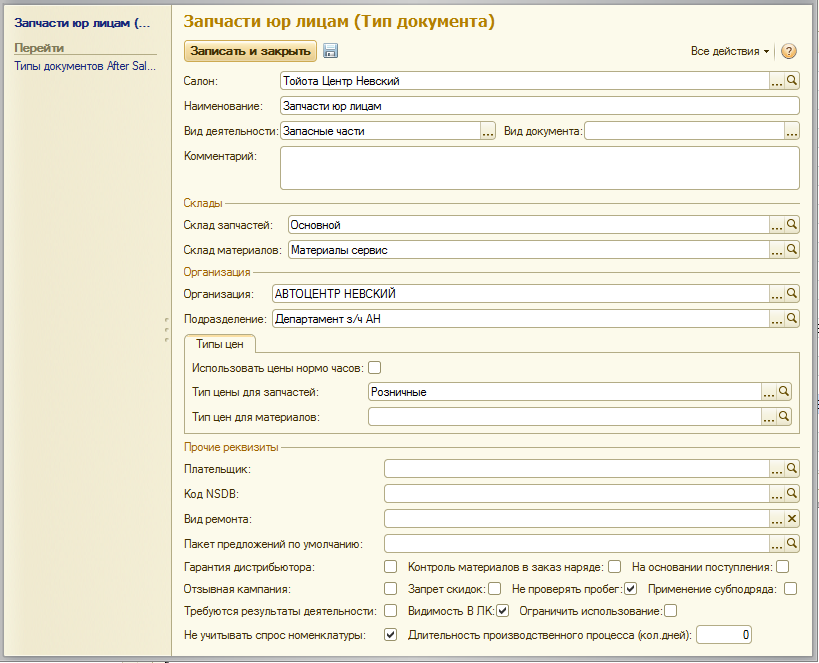 Запчасти юр лицам (...
Перейти
Типы документов After Sal...
Запчасти юр лицам (Тип документа)
Записать и закрыть
Все действия
?
Салон: Тойота Центр Невский
Наименование: Запчасти юр лицам
Вид деятельности: Запасные части ... Вид документа: ...
Комментарий:
Склады
Склад запчастей: Основной ...
Склад материалов: Материалы сервис ...
Организация
Организация: АВТОЦЕНТР НЕВСКИЙ ...
Подразделение: Департамент з/ч АН ...
Типы цен
Использовать цены нормо часов:
Тип цены для запчастей: Розничные ...
Тип цен для материалов: ...
Прочие реквизиты
Плательщик: ...
Код NSDB: ...
Вид ремонта: ...
Пакет предложений по умолчанию: ...
Гарантия дистрибьютора: Контроль материалов в заказ наряде: На основании поступления:
Отзывная кампания: Запрет скидок: Не проверять пробег: Применение субподряда:
Требуются результаты деятельности: Видимость В ЛК: Ограничить использование:
Не учитывать спрос номенклатуры: Длительность производственного процесса (кол.дней): 0